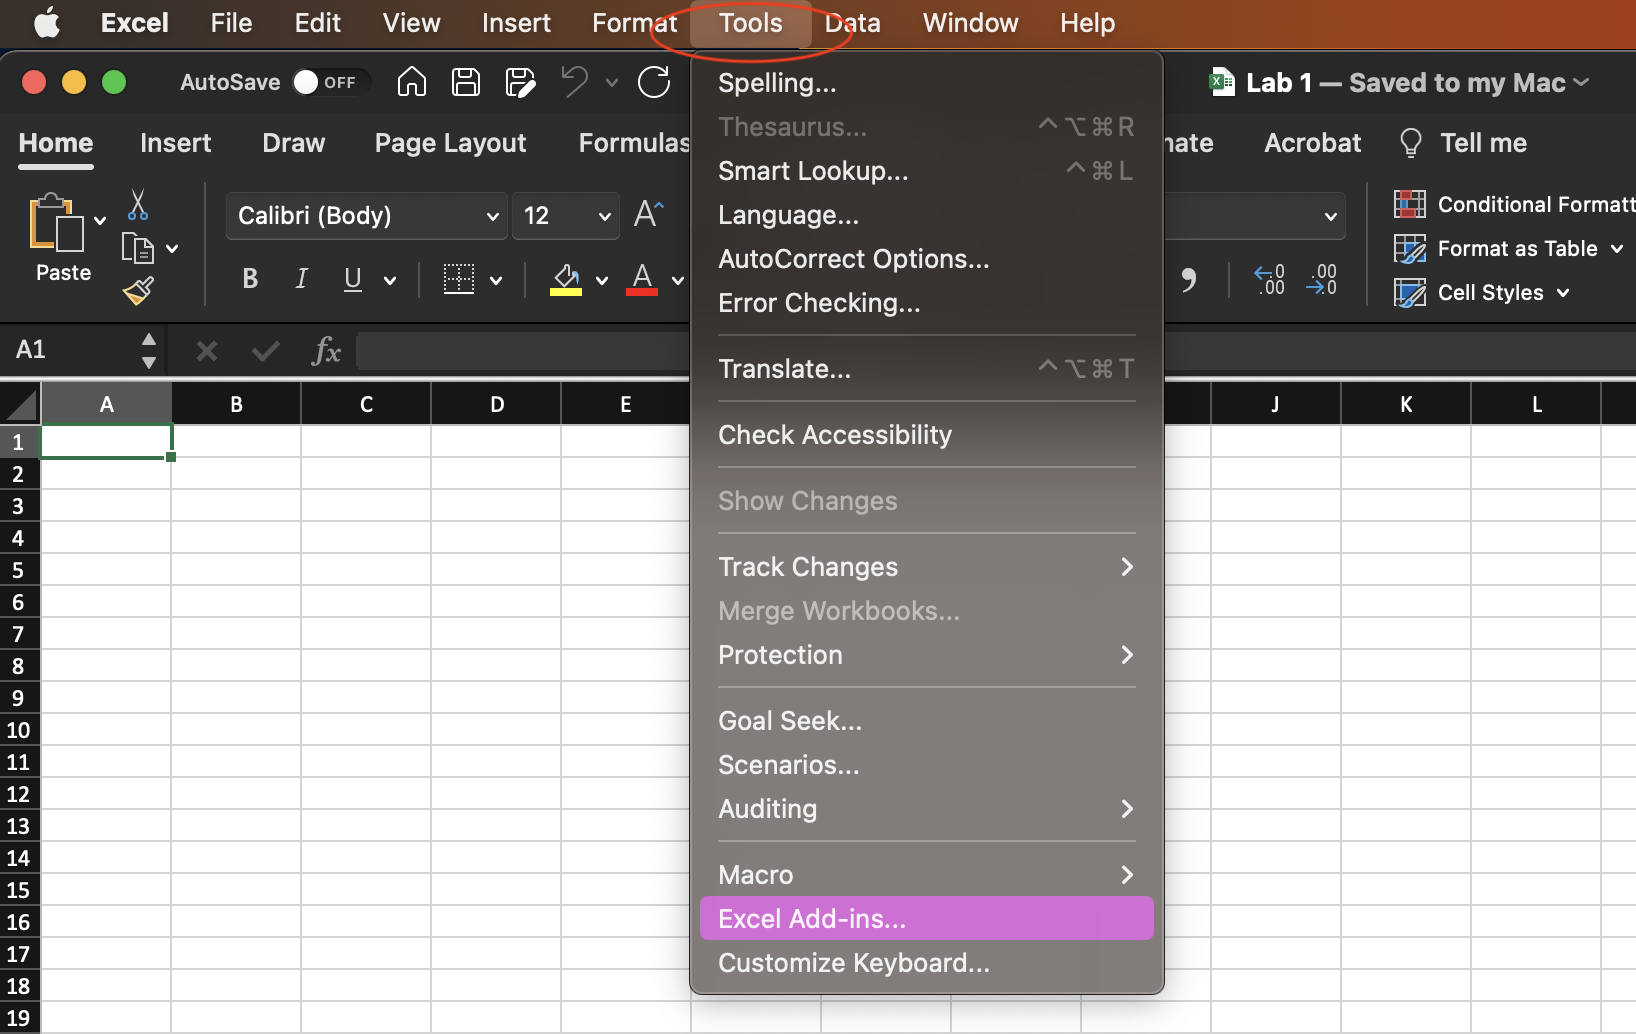 Excel File Edit View Insert Format Tools Data Window Help
AutoSave OFF
Lab 1 — Saved to my Mac
Home Insert Draw Page Layout Formulas
nate Acrobat Tell me
Paste
Calibri (Body) 12 A^
B I U A
, ←0 .00 .00 →0
Conditional Formatt
Format as Table
Cell Styles
A1 fx
Spelling...
Thesaurus... ^⌥⌘R
Smart Lookup... ^⌘L
Language...
AutoCorrect Options...
Error Checking...
Translate... ^⌥⌘T
Check Accessibility
Show Changes
Track Changes >
Merge Workbooks...
Protection >
Goal Seek...
Scenarios...
Auditing >
Macro >
Excel Add-ins...
Customize Keyboard...
A B C D E J K L
1
2
3
4
5
6
7
8
9
10
11
12
13
14
15
16
17
18
19